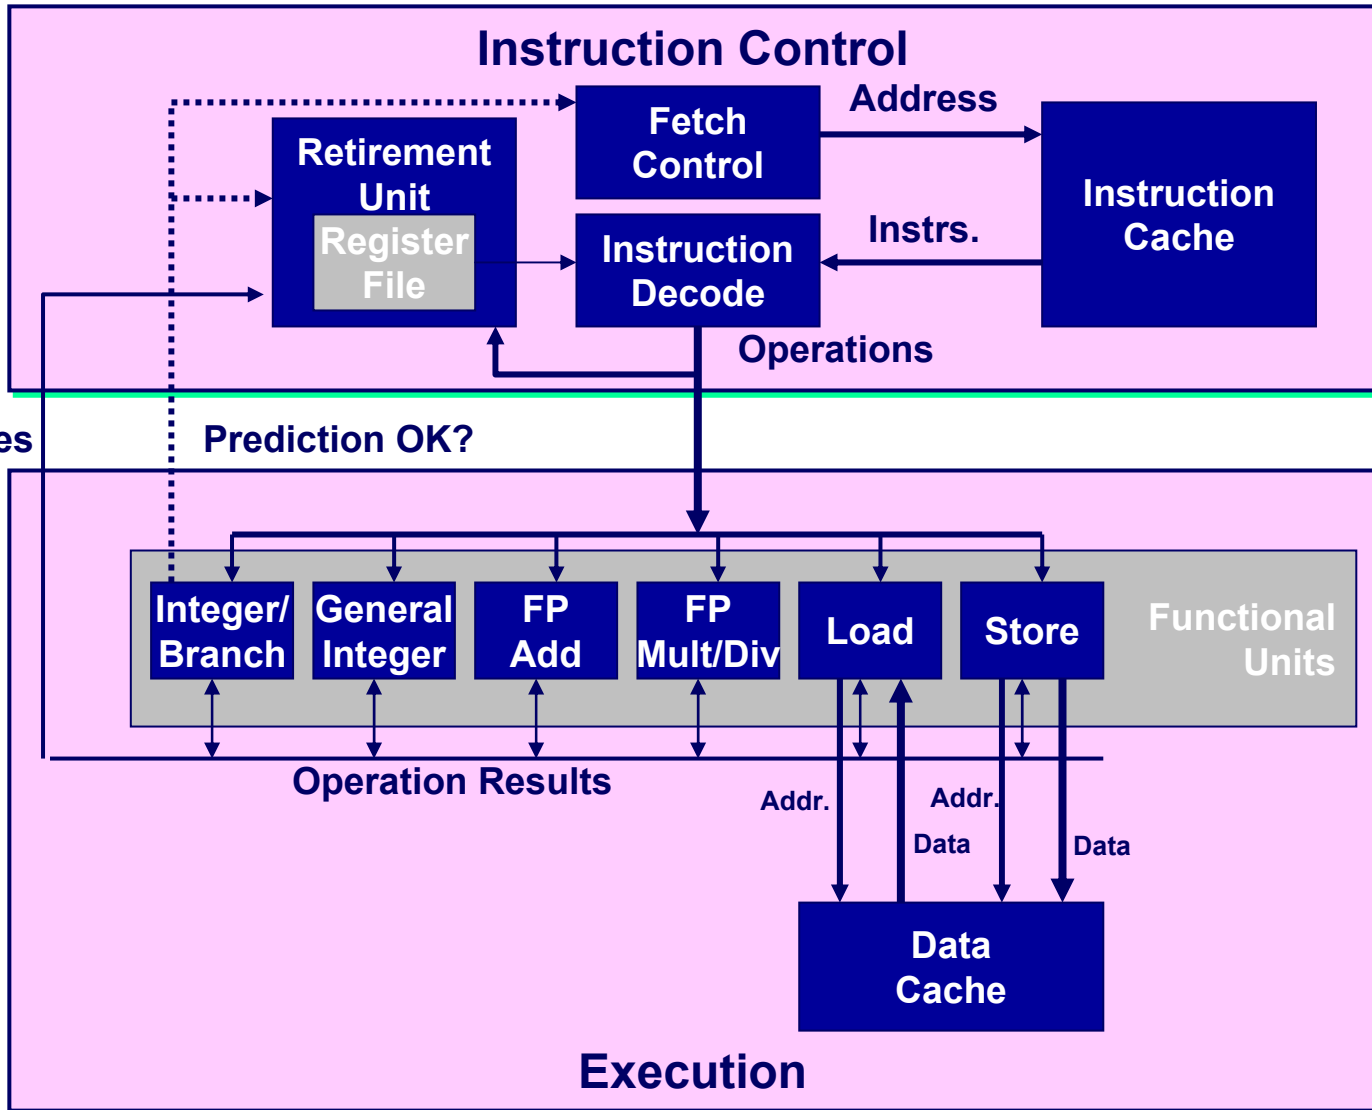 Instruction Control
Address
Fetch
Control
Retirement
Unit
Instruction
Cache
Register
File
Instrs.
Instruction
Decode
Operations
es
Prediction OK?
Integer/
Branch
General
Integer
FP
Add
FP
Mult/Div
Load
Store
Functional
Units
Operation Results
Addr.
Addr.
Data
Data
Data
Cache
Execution